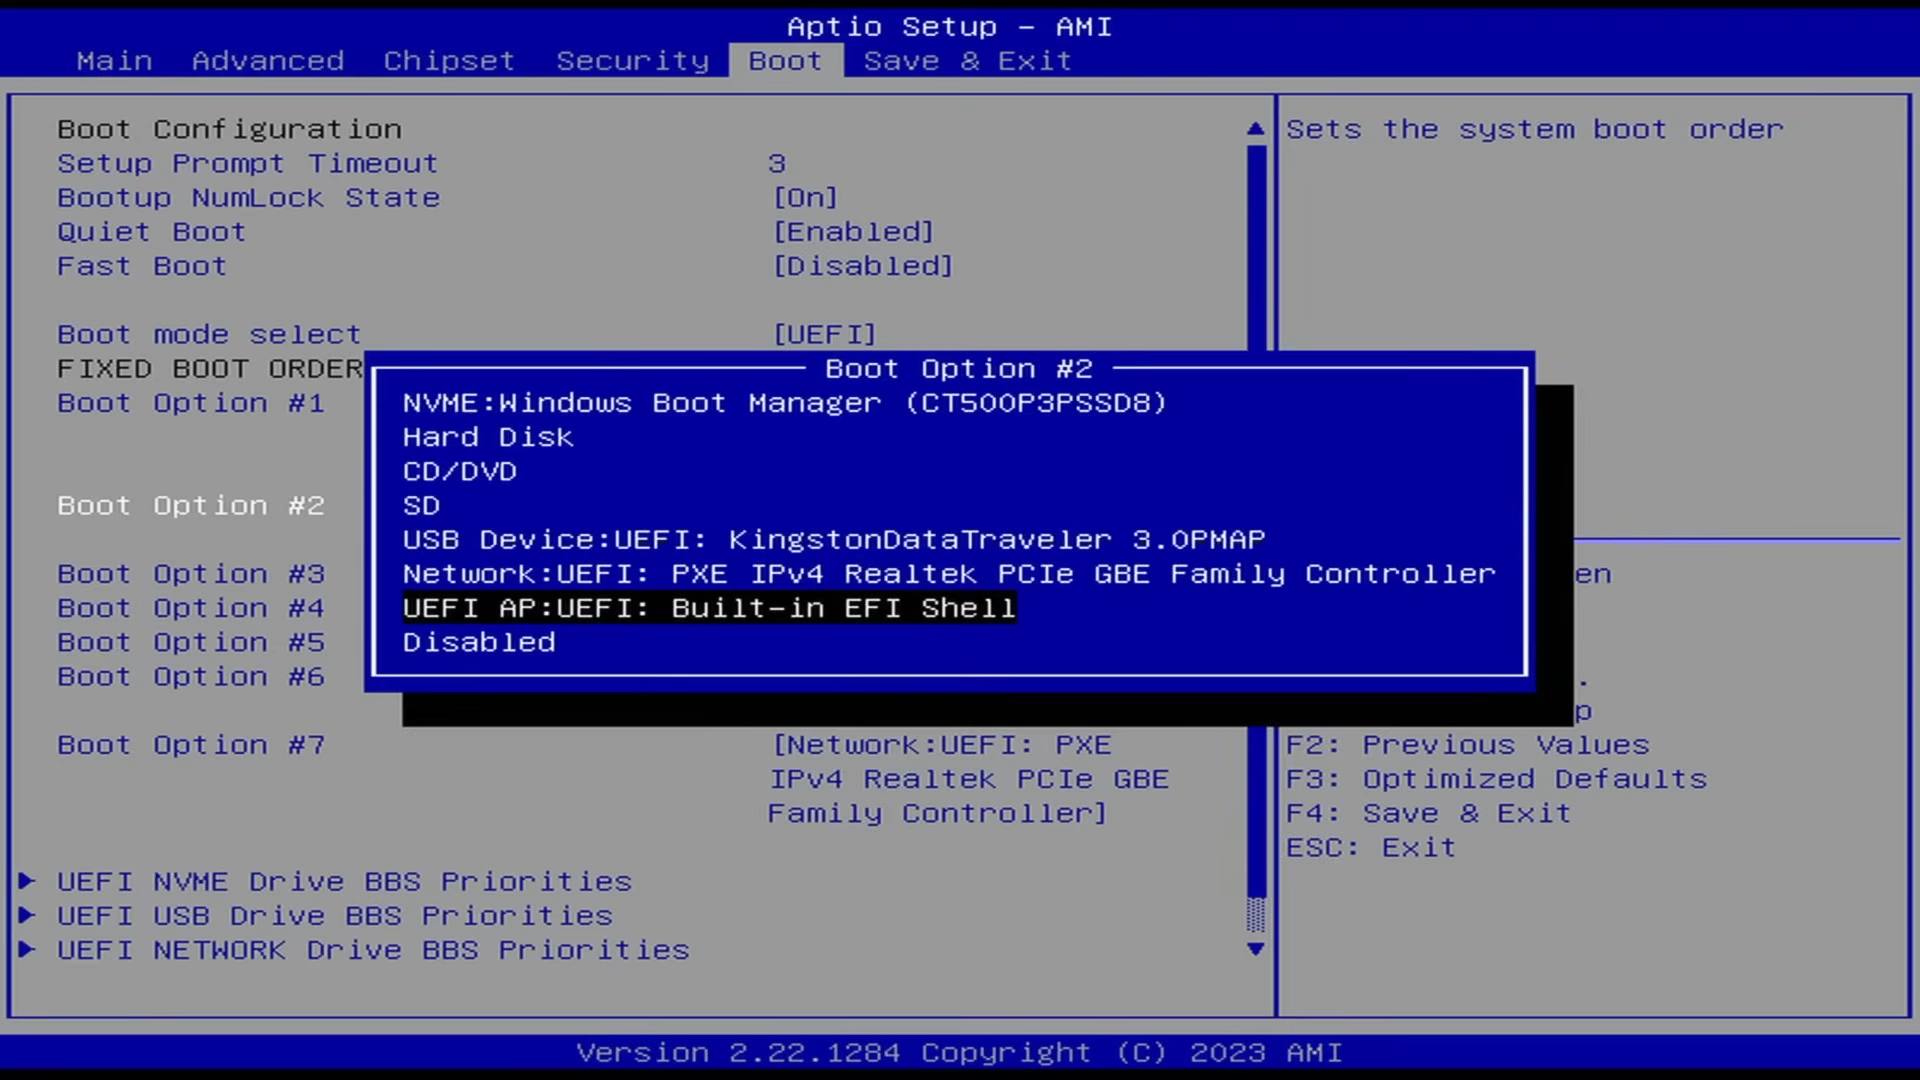 Aptio Setup – AMI
Main Advanced Chipset Security Boot Save & Exit
Boot Configuration
Setup Prompt Timeout 3
Bootup NumLock State [On]
Quiet Boot [Enabled]
Fast Boot [Disabled]
Boot mode select [UEFI]
FIXED BOOT ORDER
Boot Option #1
Boot Option #2
Boot Option #3
Boot Option #4
Boot Option #5
Boot Option #6
Boot Option #7 [Network:UEFI: PXE
IPv4 Realtek PCIe GBE
Family Controller]
UEFI NVME Drive BBS Priorities
UEFI USB Drive BBS Priorities
UEFI NETWORK Drive BBS Priorities
Boot Option #2
NVME:Windows Boot Manager (CT500P3PSSD8)
Hard Disk
CD/DVD
SD
USB Device:UEFI: KingstonDataTraveler 3.0PMAP
Network:UEFI: PXE IPv4 Realtek PCIe GBE Family Controller
UEFI AP:UEFI: Built-in EFI Shell
Disabled
Sets the system boot order
en
.
p
F2: Previous Values
F3: Optimized Defaults
F4: Save & Exit
ESC: Exit
Version 2.22.1284 Copyright (C) 2023 AMI